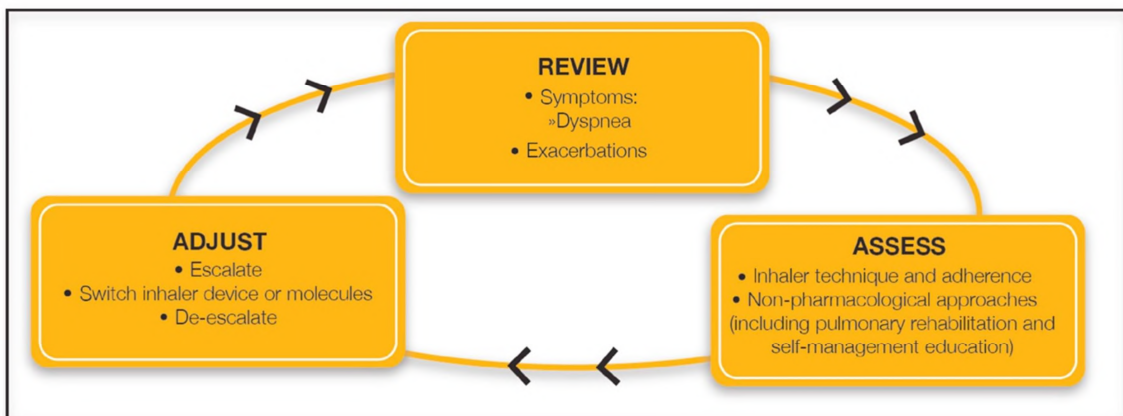 REVIEW
• Symptoms:
»Dyspnea
• Exacerbations
ASSESS
• Inhaler technique and adherence
• Non-pharmacological approaches
(including pulmonary rehabilitation and
self-management education)
ADJUST
• Escalate
• Switch inhaler device or molecules
• De-escalate